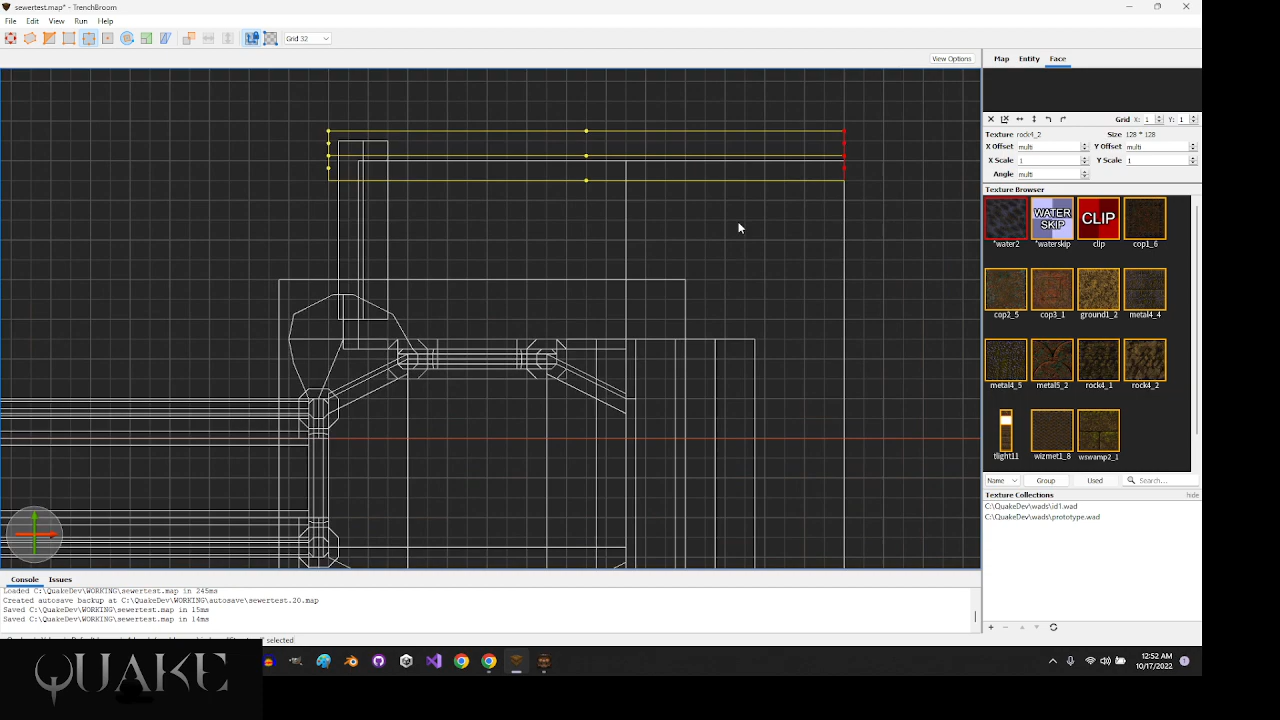 sewertest.map* - TrenchBroom
File Edit View Run Help
Grid 32
View Options
Map Entity Face
Grid X: 1 Y: 1
Texture rock4_2 Size 128 * 128
X Offset multi Y Offset multi
X Scale 1 Y Scale 1
Angle multi
Texture Browser
WATER SKIP CLIP
*water2 *waterskip clip cop1_6
cop2_5 cop3_1 ground1_2 metal4_4
metal4_5 metal5_2 rock4_1 rock4_2
tlight11 wizmet1_8 wswamp2_1
Name Group Used Search...
Texture Collections hide
C:\QuakeDev\wads\id1.wad
C:\QuakeDev\wads\prototype.wad
Console Issues
Loaded C:\QuakeDev\WORKING\sewertest.map in 245ms
Created autosave backup at C:\QuakeDev\WORKING\autosave\sewertest.20.map
Saved C:\QuakeDev\WORKING\sewertest.map in 15ms
Saved C:\QuakeDev\WORKING\sewertest.map in 14ms
selected
QUAKE
12:52 AM
10/17/2022
1